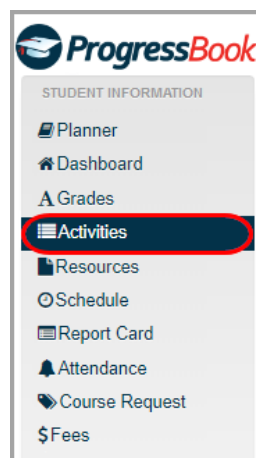 ProgressBook
STUDENT INFORMATION
Planner
Dashboard
A Grades
Activities
Resources
Schedule
Report Card
Attendance
Course Request
$ Fees